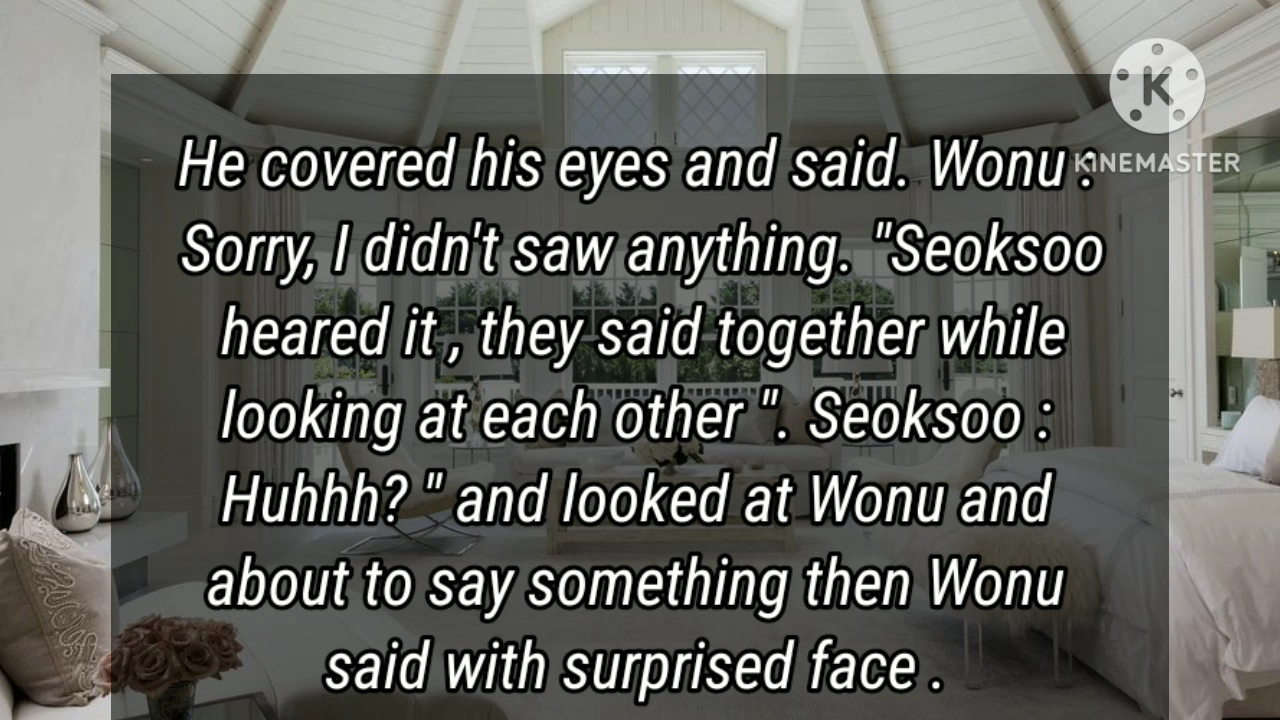 He covered his eyes and said. Wonu :
Sorry, I didn't saw anything. "Seoksoo
heared it , they said together while
looking at each other ". Seoksoo :
Huhhh? " and looked at Wonu and
about to say something then Wonu
said with surprised face .
K
KINEMASTER